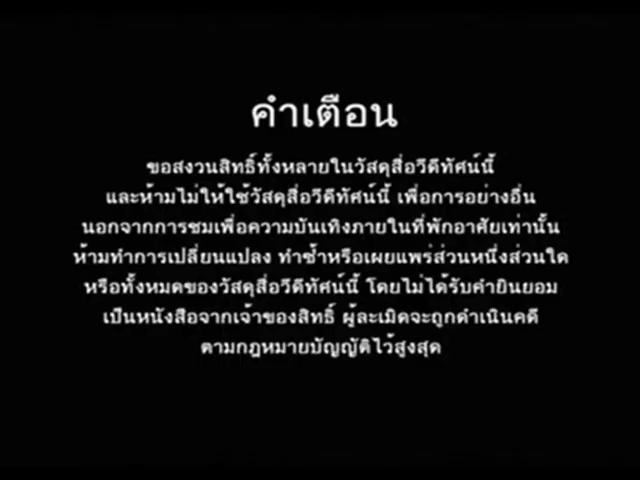 คำเตือน
ขอสงวนสิทธิ์ทั้งหลายในวัสดุสื่อวีดีทัศน์นี้
และห้ามไม่ให้ใช้วัสดุสื่อวีดีทัศน์นี้ เพื่อการอย่างอื่น
นอกจากการชมเพื่อความบันเทิงภายในที่พักอาศัยเท่านั้น
ห้ามทำการเปลี่ยนแปลง ทำซ้ำหรือเผยแพร่ส่วนหนึ่งส่วนใด
หรือทั้งหมดของวัสดุสื่อวีดีทัศน์นี้ โดยไม่ได้รับคำยินยอม
เป็นหนังสือจากเจ้าของสิทธิ์ ผู้ละเมิดจะถูกดำเนินคดี
ตามกฎหมายบัญญัติไว้สูงสุด